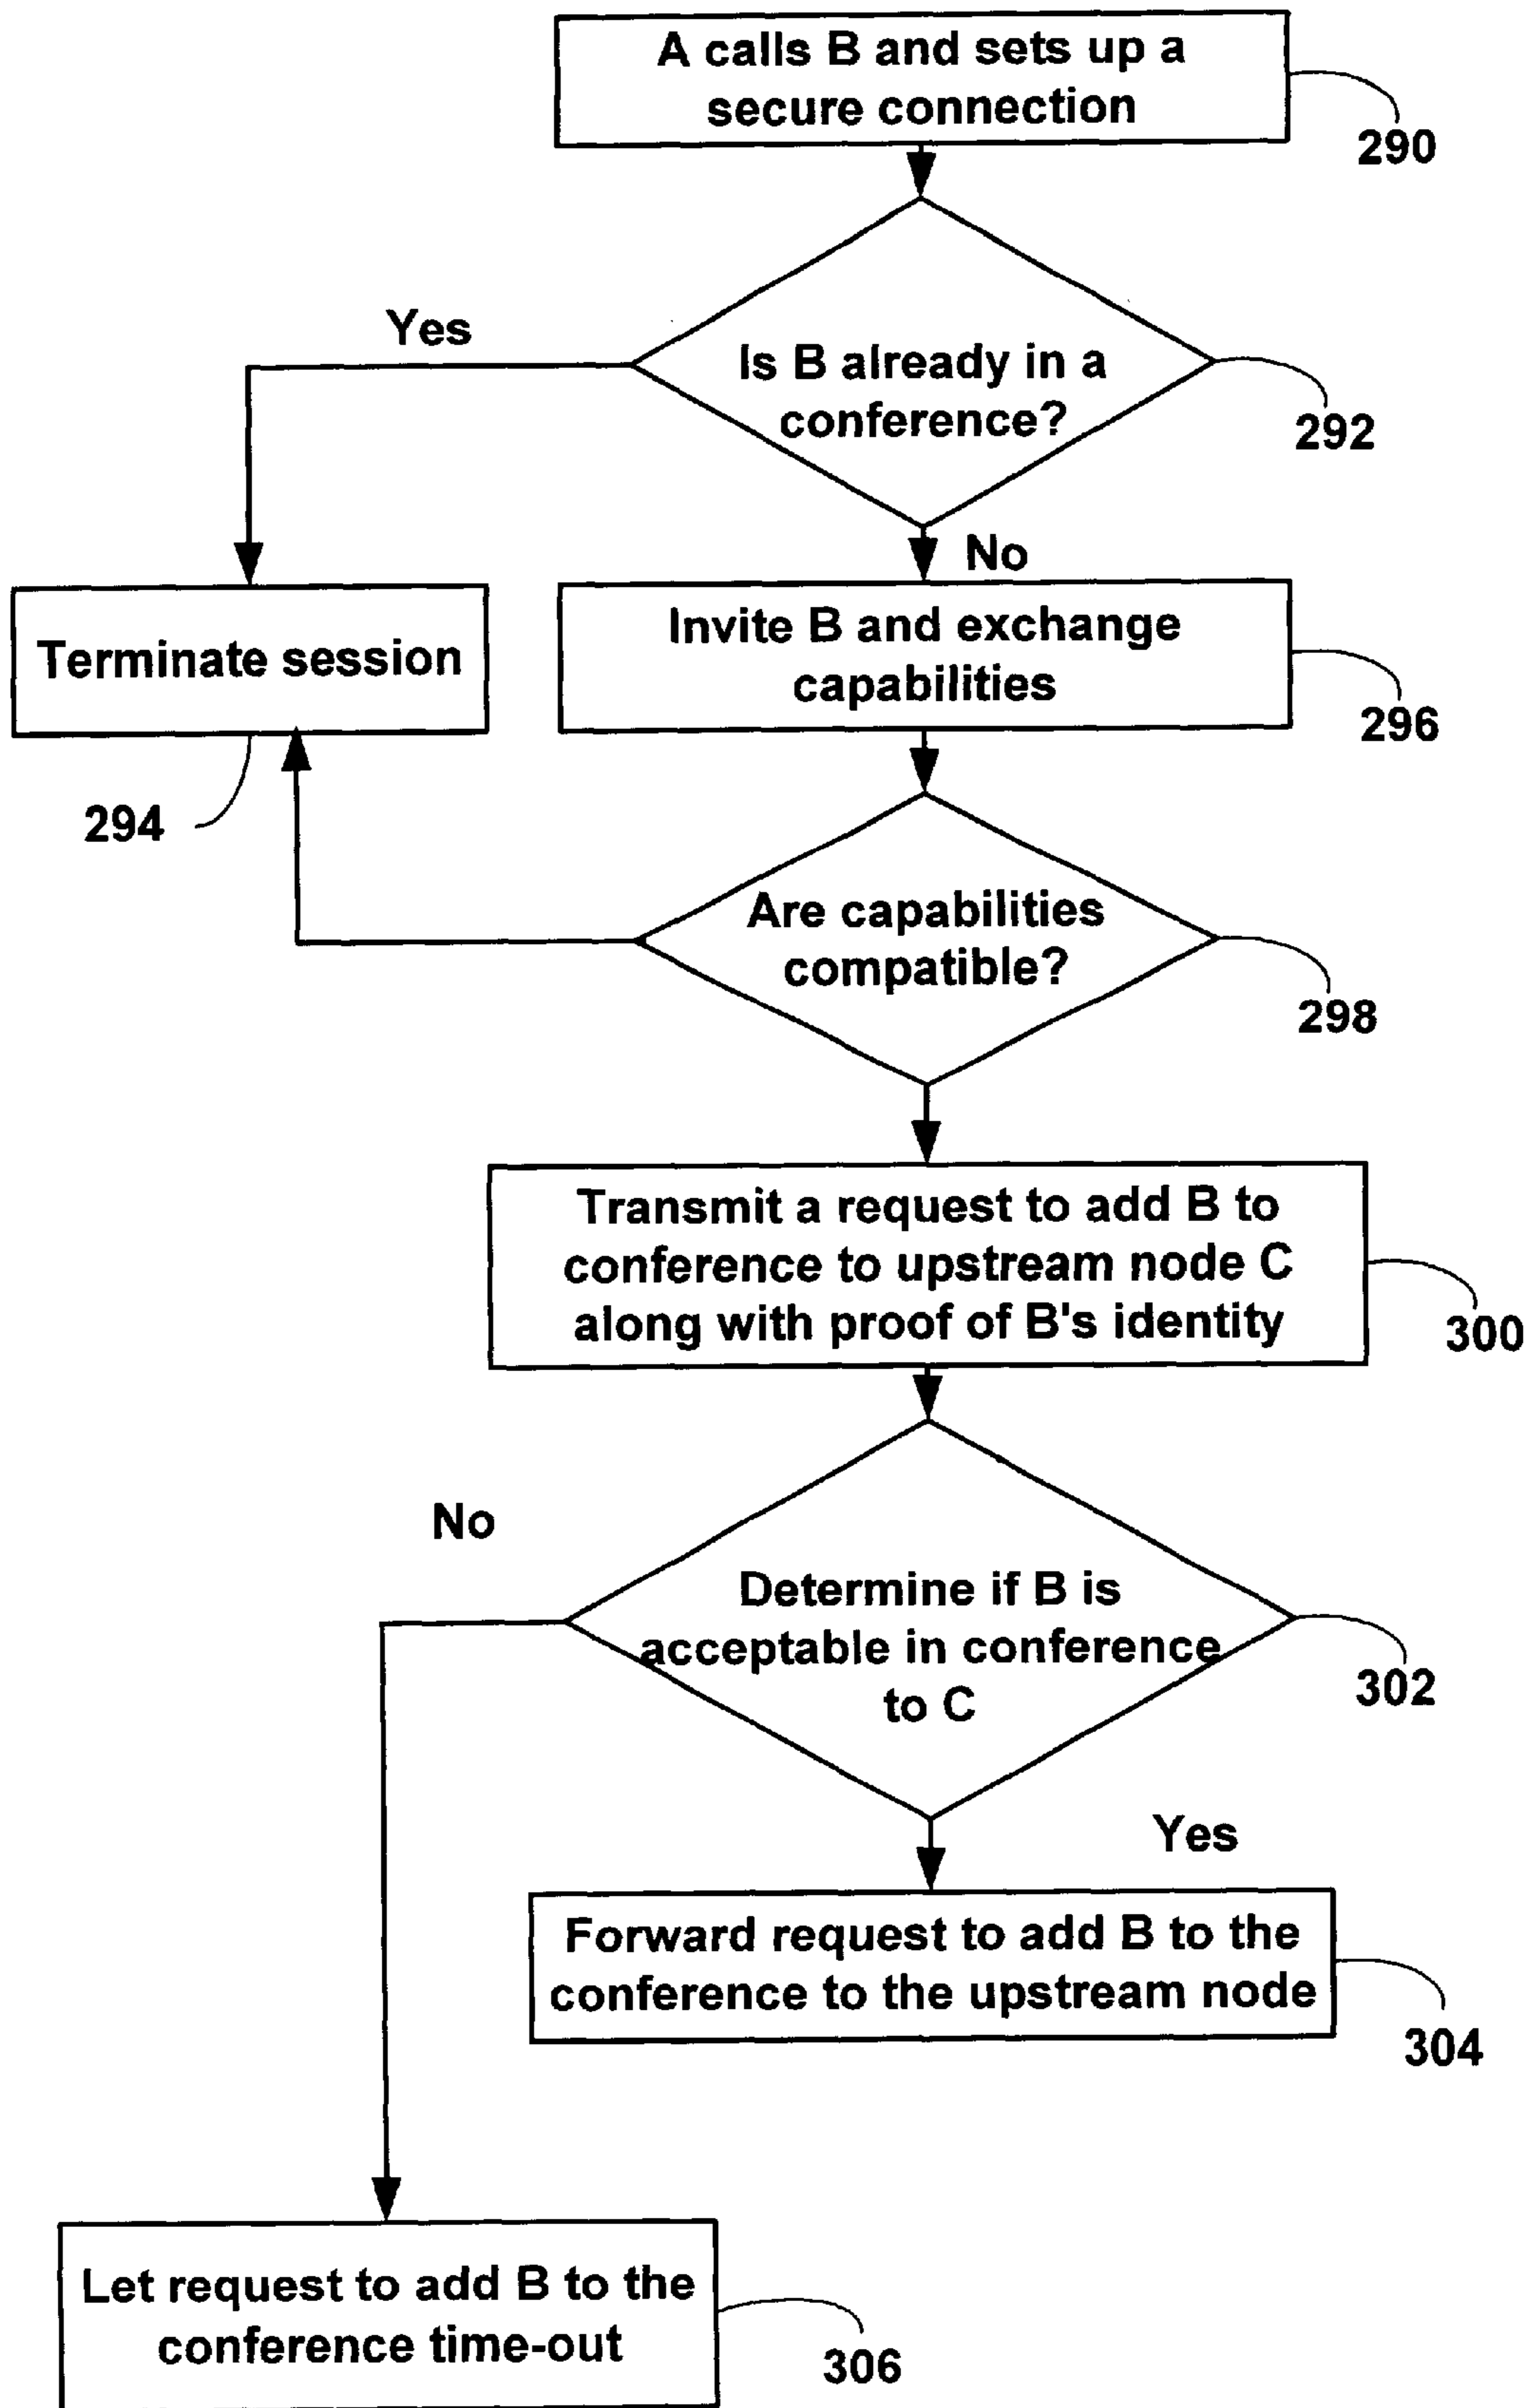 A calls B and sets up a
secure connection
290
Yes
Is B already in a
conference?
292
No
Terminate session
Invite B and exchange
capabilities
296
294
Are capabilities
compatible?
298
Transmit a request to add B to
conference to upstream node C
along with proof of B's identity
300
No
Determine if B is
acceptable in conference
to C
302
Yes
Forward request to add B to the
conference to the upstream node
304
Let request to add B to the
conference time-out
306